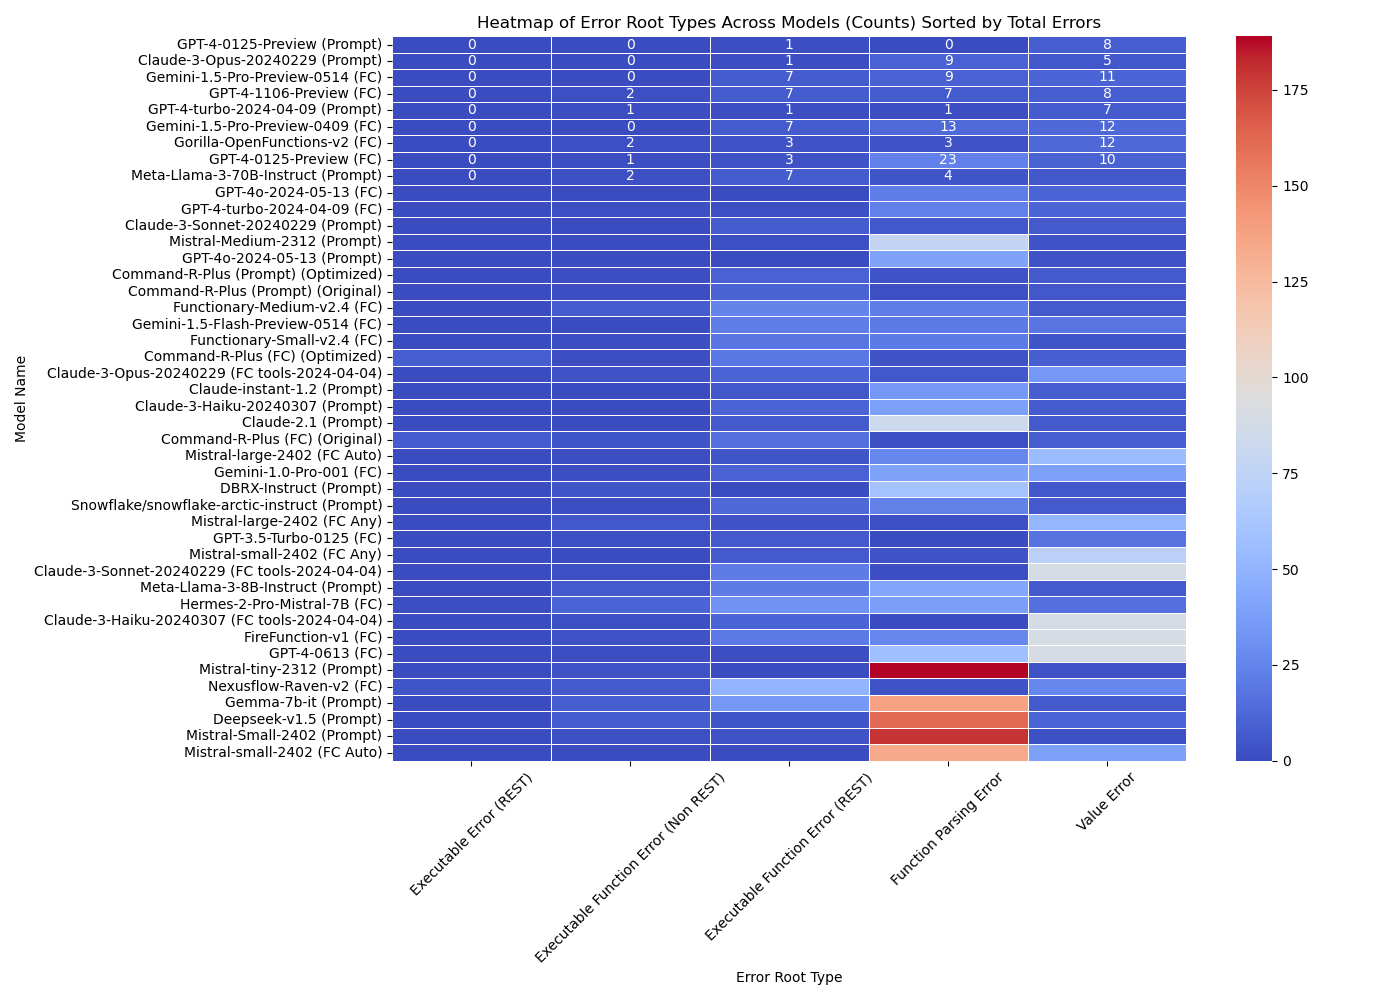 Heatmap of Error Root Types Across Models (Counts) Sorted by Total Errors
GPT-4-0125-Preview (Prompt) 0 0 1 0 8
Claude-3-Opus-20240229 (Prompt) 0 0 1 9 5
Gemini-1.5-Pro-Preview-0514 (FC) 0 0 7 9 11
GPT-4-1106-Preview (FC) 0 2 7 7 8
GPT-4-turbo-2024-04-09 (Prompt) 0 1 1 1 7
Gemini-1.5-Pro-Preview-0409 (FC) 0 0 7 13 12
Gorilla-OpenFunctions-v2 (FC) 0 2 3 3 12
GPT-4-0125-Preview (FC) 0 1 3 23 10
Meta-Llama-3-70B-Instruct (Prompt) 0 2 7 4
GPT-4o-2024-05-13 (FC)
GPT-4-turbo-2024-04-09 (FC)
Claude-3-Sonnet-20240229 (Prompt)
Mistral-Medium-2312 (Prompt)
GPT-4o-2024-05-13 (Prompt)
Command-R-Plus (Prompt) (Optimized)
Command-R-Plus (Prompt) (Original)
Functionary-Medium-v2.4 (FC)
Gemini-1.5-Flash-Preview-0514 (FC)
Functionary-Small-v2.4 (FC)
Command-R-Plus (FC) (Optimized)
Claude-3-Opus-20240229 (FC tools-2024-04-04)
Claude-instant-1.2 (Prompt)
Claude-3-Haiku-20240307 (Prompt)
Claude-2.1 (Prompt)
Command-R-Plus (FC) (Original)
Mistral-large-2402 (FC Auto)
Gemini-1.0-Pro-001 (FC)
DBRX-Instruct (Prompt)
Snowflake/snowflake-arctic-instruct (Prompt)
Mistral-large-2402 (FC Any)
GPT-3.5-Turbo-0125 (FC)
Mistral-small-2402 (FC Any)
Claude-3-Sonnet-20240229 (FC tools-2024-04-04)
Meta-Llama-3-8B-Instruct (Prompt)
Hermes-2-Pro-Mistral-7B (FC)
Claude-3-Haiku-20240307 (FC tools-2024-04-04)
FireFunction-v1 (FC)
GPT-4-0613 (FC)
Mistral-tiny-2312 (Prompt)
Nexusflow-Raven-v2 (FC)
Gemma-7b-it (Prompt)
Deepseek-v1.5 (Prompt)
Mistral-Small-2402 (Prompt)
Mistral-small-2402 (FC Auto)
Model Name
Executable Error (REST)
Executable Function Error (Non REST)
Executable Function Error (REST)
Function Parsing Error
Value Error
Error Root Type
175
150
125
100
75
50
25
0